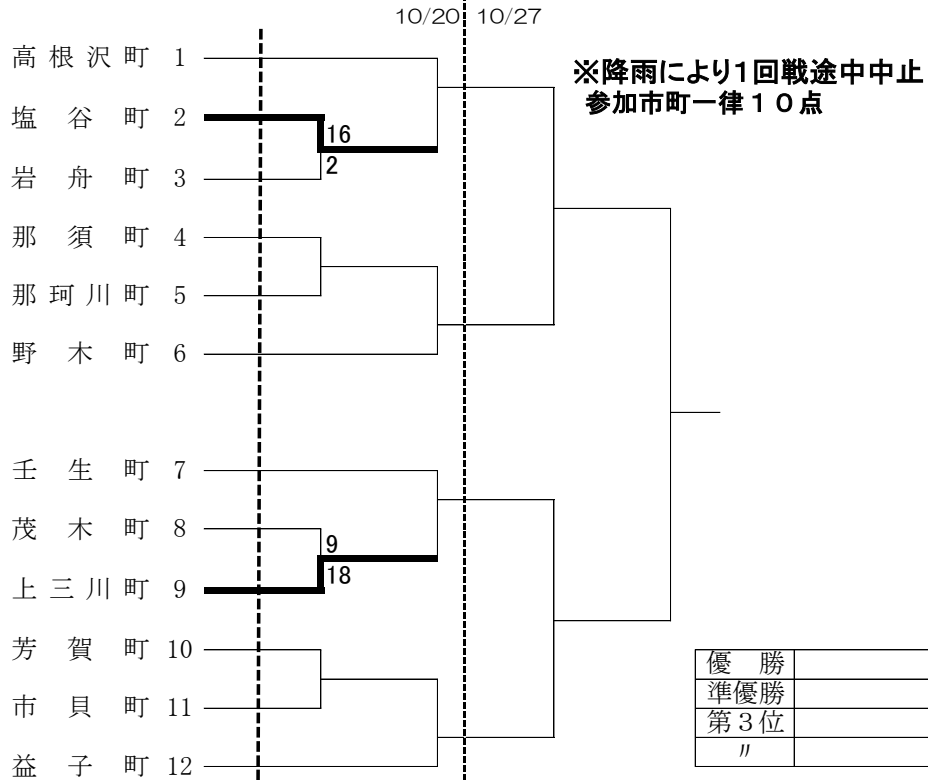 10/20 10/27
高根沢町 1
※降雨により1回戦途中中止
参加市町一律10点
塩谷町 2
16
2
岩舟町 3
那須町 4
那珂川町 5
野木町 6
壬生町 7
茂木町 8
9
18
上三川町 9
芳賀町 10
市貝町 11
益子町 12
優勝
準優勝
第3位
〃